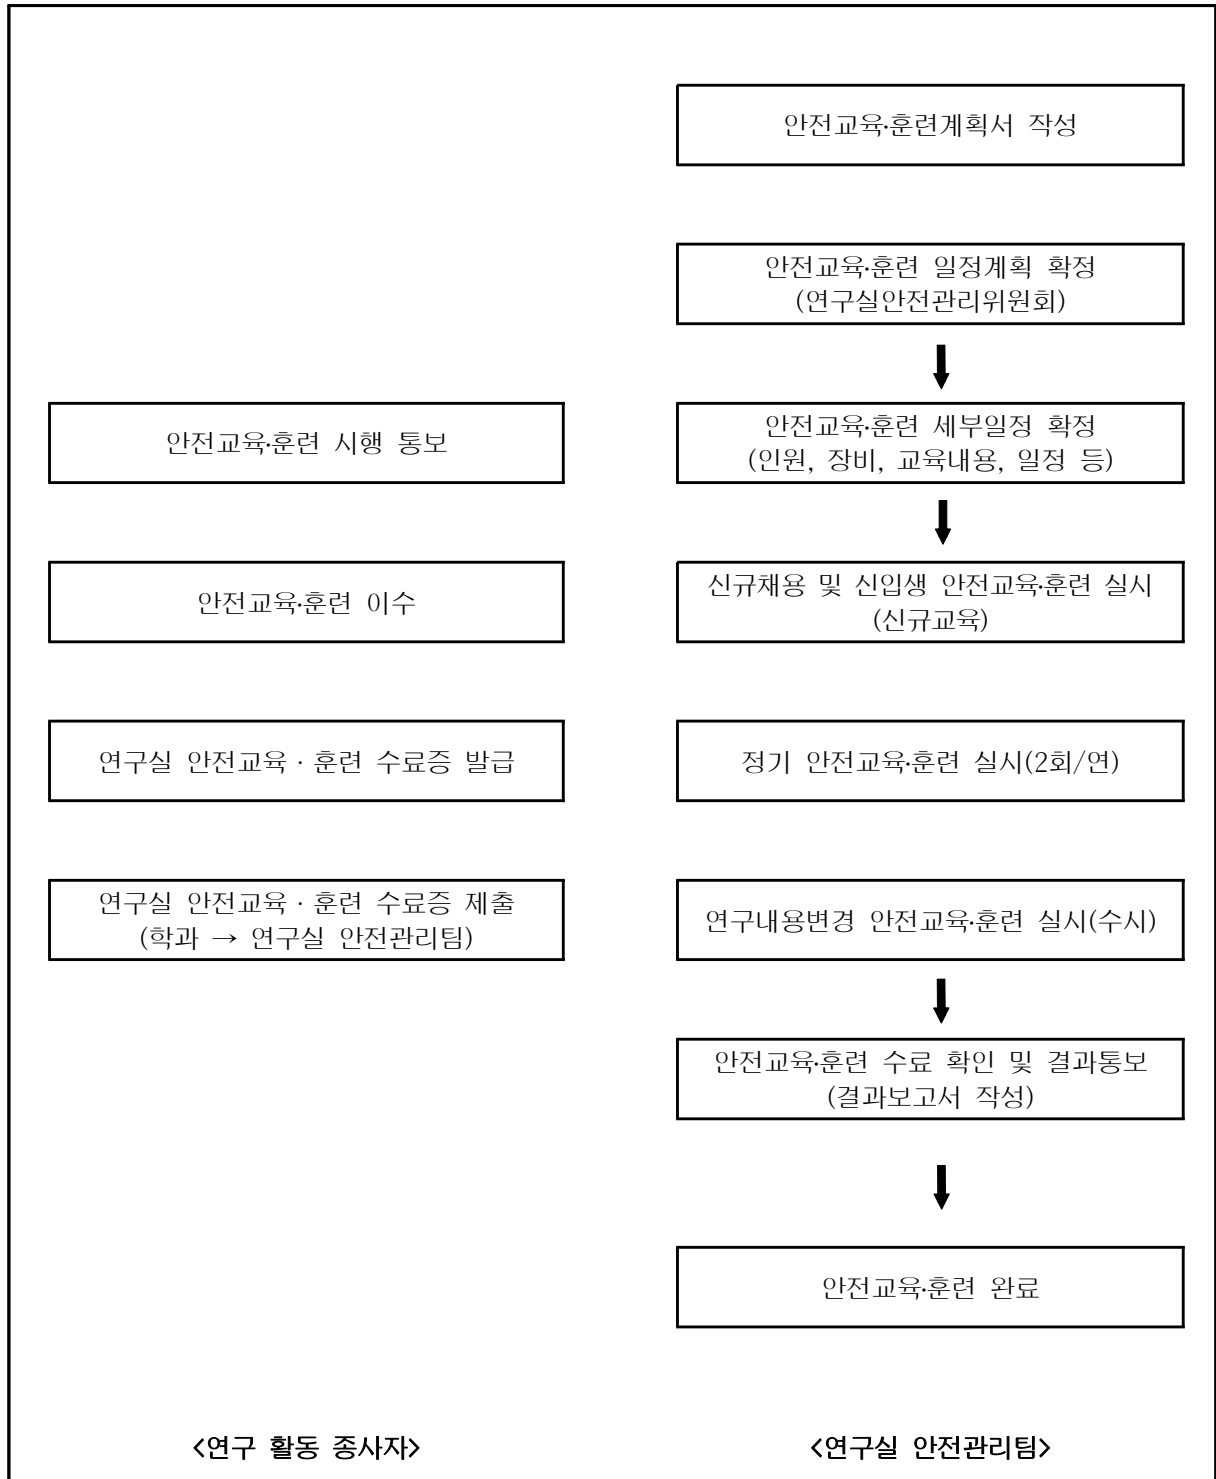 안전교육·훈련계획서 작성
안전교육·훈련 일정계획 확정
(연구실안전관리위원회)
안전교육·훈련 시행 통보
안전교육·훈련 세부일정 확정
(인원, 장비, 교육내용, 일정 등)
안전교육·훈련 이수
신규채용 및 신입생 안전교육·훈련 실시
(신규교육)
연구실 안전교육 · 훈련 수료증 발급
정기 안전교육·훈련 실시(2회/연)
연구실 안전교육 · 훈련 수료증 제출
(학과 → 연구실 안전관리팀)
연구내용변경 안전교육·훈련 실시(수시)
안전교육·훈련 수료 확인 및 결과통보
(결과보고서 작성)
안전교육·훈련 완료
<연구 활동 종사자>
<연구실 안전관리팀>